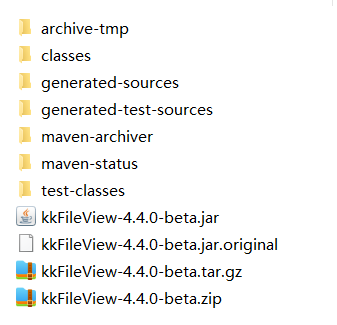 archive-tmp
classes
generated-sources
generated-test-sources
maven-archiver
maven-status
test-classes
kkFileView-4.4.0-beta.jar
kkFileView-4.4.0-beta.jar.original
kkFileView-4.4.0-beta.tar.gz
kkFileView-4.4.0-beta.zip